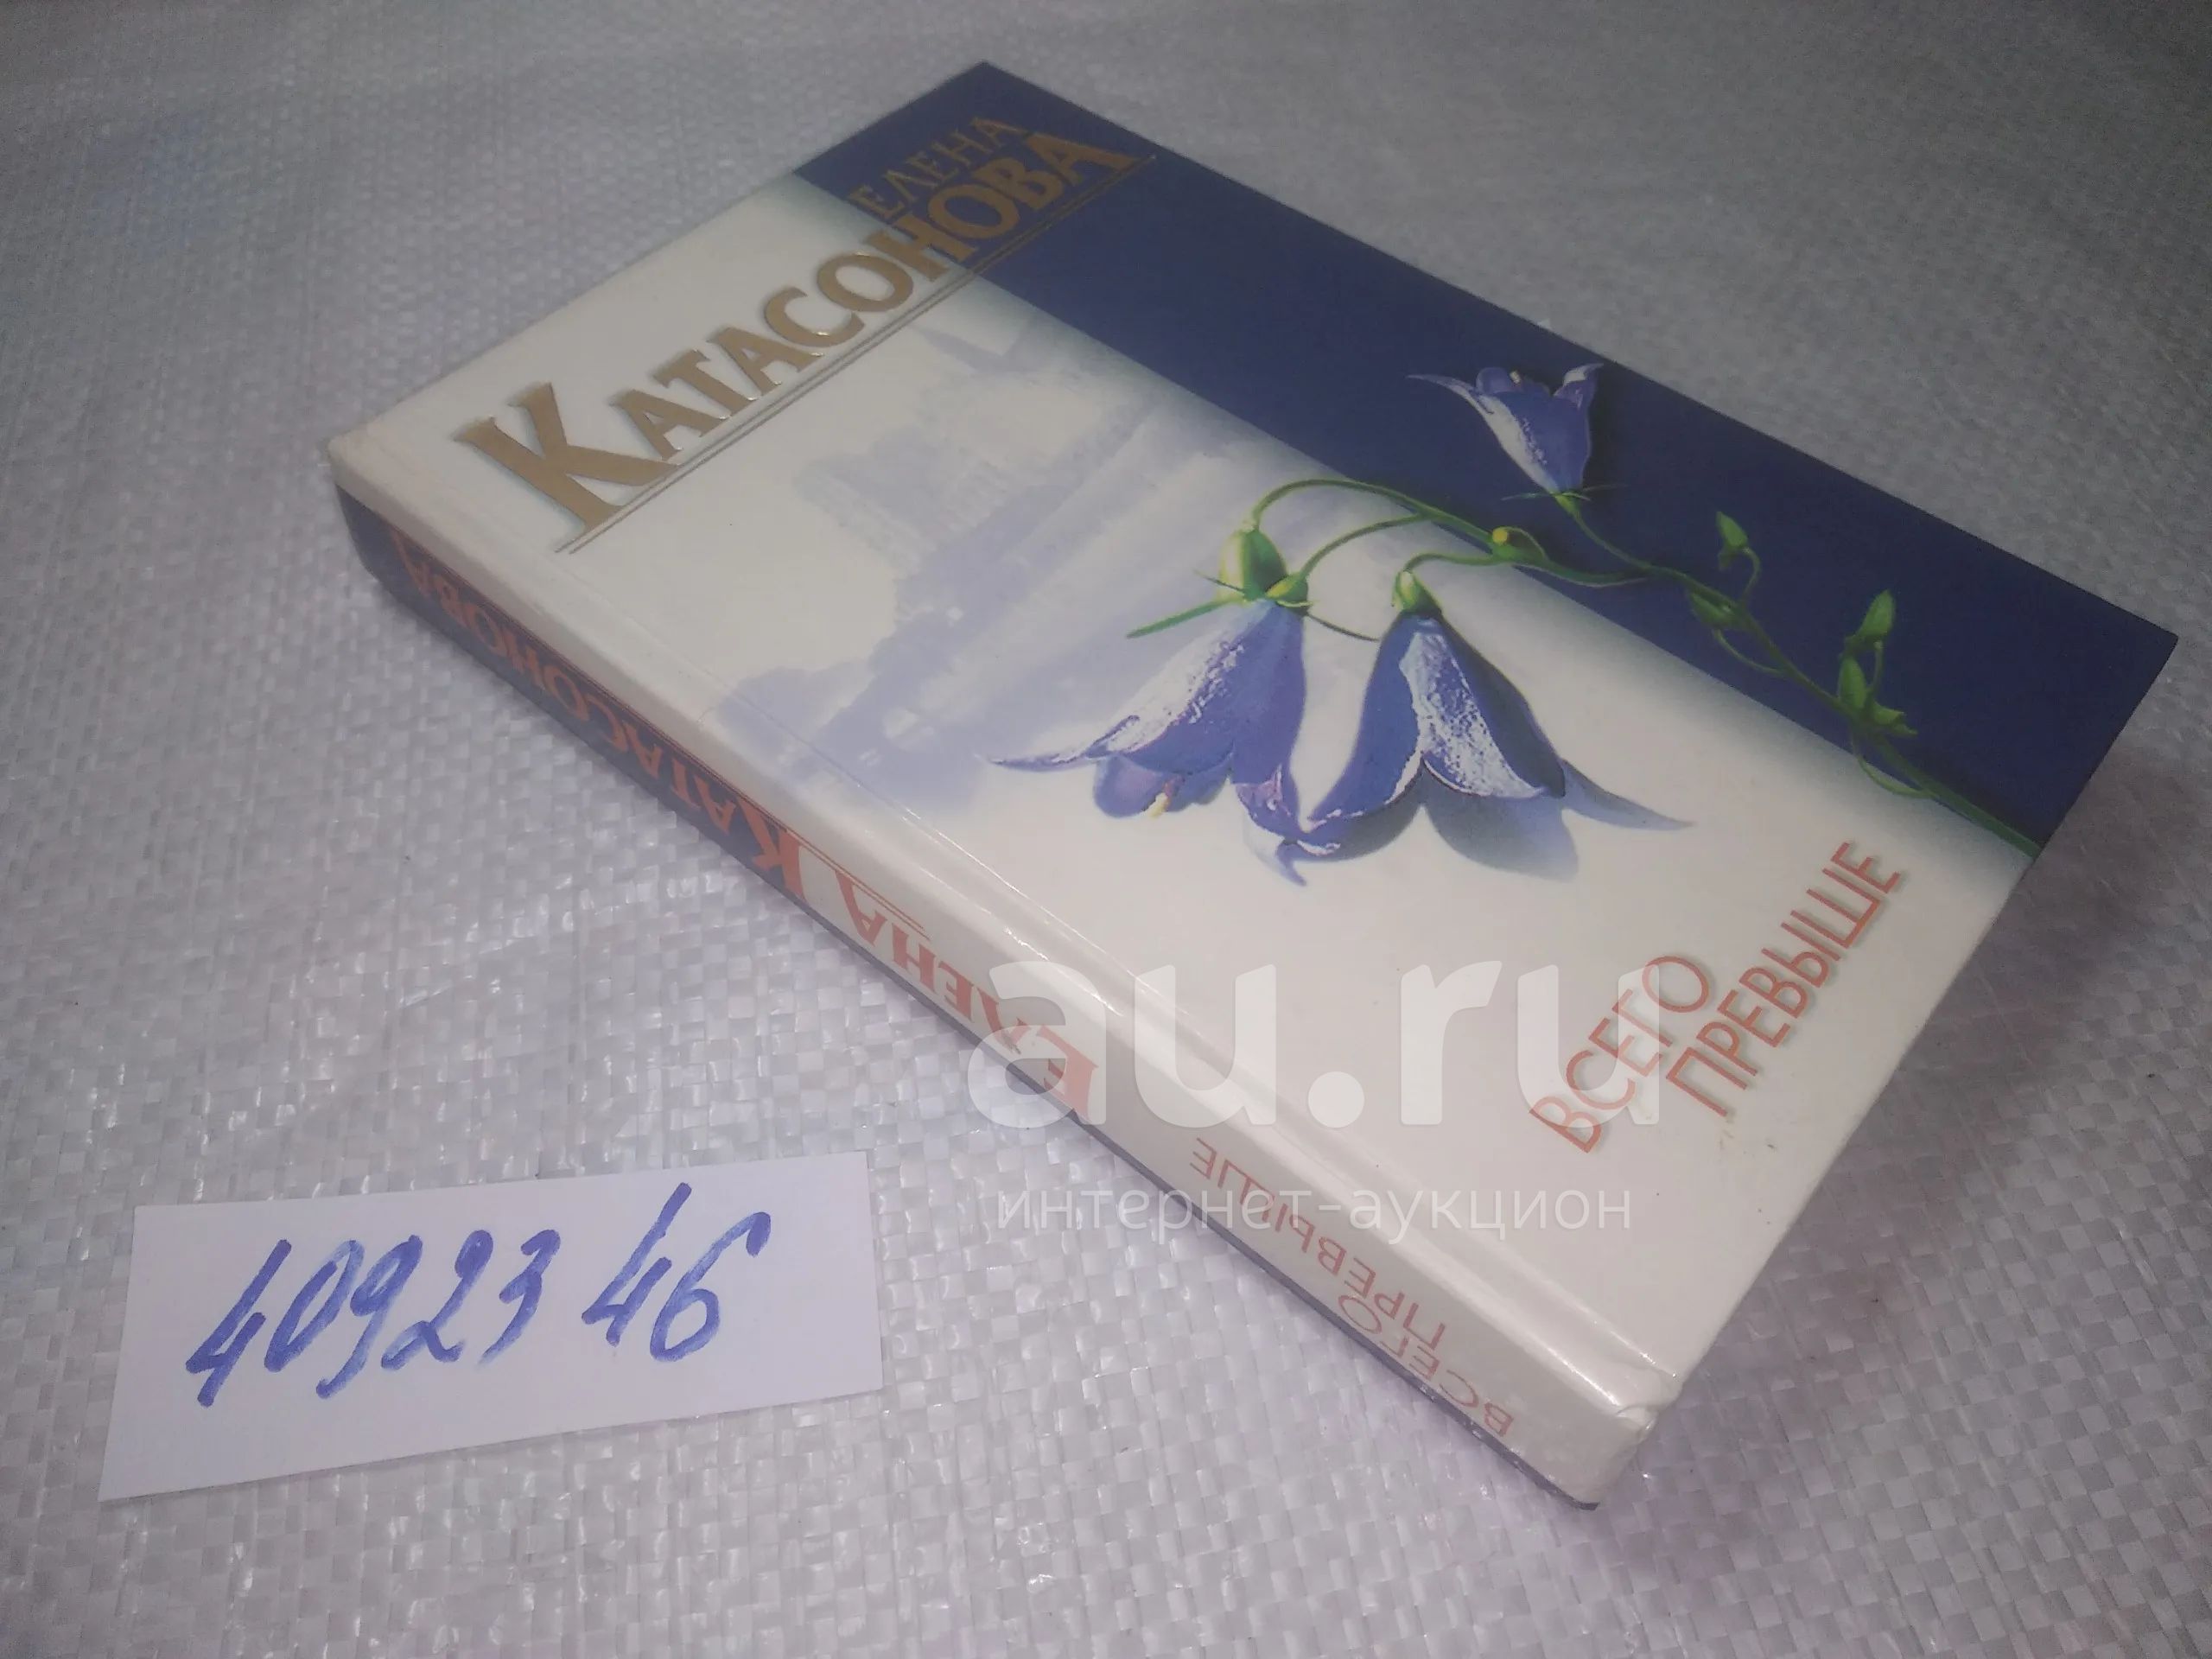 ЕЛЕНА
КАТАСОНОВА
ВСЕГО
ПРЕВЫШЕ
ЕЛЕНА КАТАСОНОВА
ВСЕГО
ПРЕВЫШЕ
au.ru
интернет-аукцион
4092346